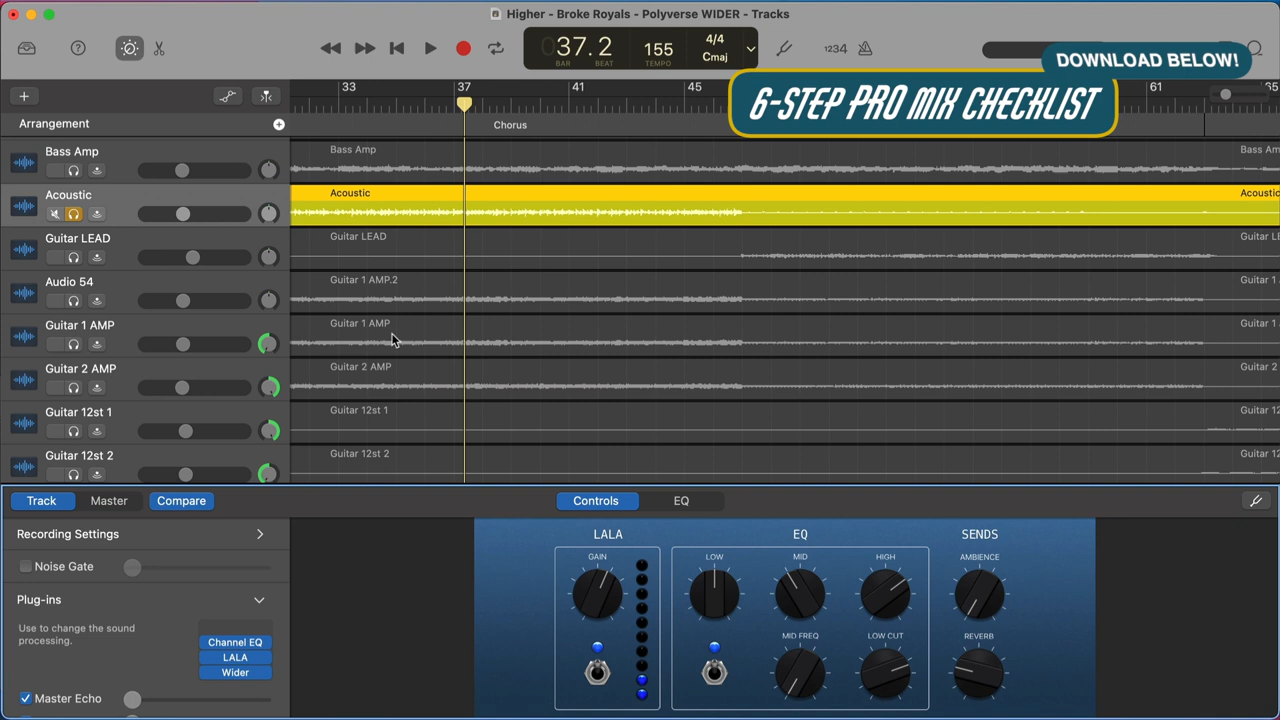 Higher - Broke Royals - Polyverse WIDER - Tracks
37.2
BAR
BEAT
155
TEMPO
4/4
Cmaj
1234
DOWNLOAD BELOW!
6-STEP PRO MIX CHECKLIST
33
37
41
45
61
65
Arrangement
Chorus
Bass Amp
Bass Amp
Bass Am
Acoustic
Acoustic
Acoustic
Guitar LEAD
Guitar LEAD
Guitar LE
Audio 54
Guitar 1 AMP.2
Guitar 1
Guitar 1 AMP
Guitar 1 AMP
Guitar 1
Guitar 2 AMP
Guitar 2 AMP
Guitar 2
Guitar 12st 1
Guitar 12st 1
Guitar 12
Guitar 12st 2
Guitar 12st 2
Guitar 12
Track
Master
Compare
Controls
EQ
Recording Settings
Noise Gate
Plug-ins
Use to change the sound
processing.
Channel EQ
LALA
Wider
Master Echo
LALA
EQ
SENDS
GAIN
LOW
MID
HIGH
AMBIENCE
MID FREQ
LOW CUT
REVERB